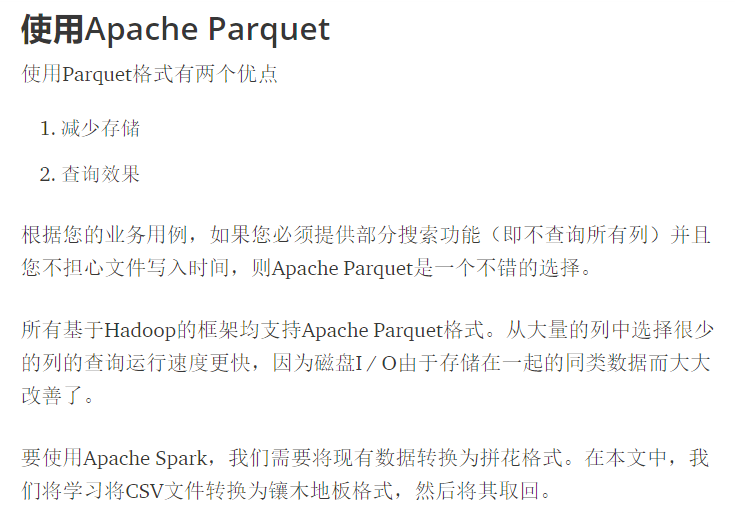 使用Apache Parquet
使用Parquet格式有两个优点
1. 减少存储
2. 查询效果
根据您的业务用例，如果您必须提供部分搜索功能（即不查询所有列）并且
您不担心文件写入时间，则Apache Parquet是一个不错的选择。
所有基于Hadoop的框架均支持Apache Parquet格式。从大量的列中选择很少
的列的查询运行速度更快，因为磁盘I / O由于存储在一起的同类数据而大大
改善了。
要使用Apache Spark，我们需要将现有数据转换为拼花格式。在本文中，我
们将学习将CSV文件转换为镶木地板格式，然后将其取回。